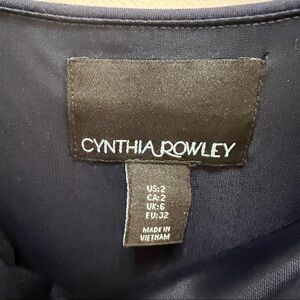 CYNTHIA ROWLEY
US:2
CA:2
UK:6
EU:32
MADE IN
VIETNAM